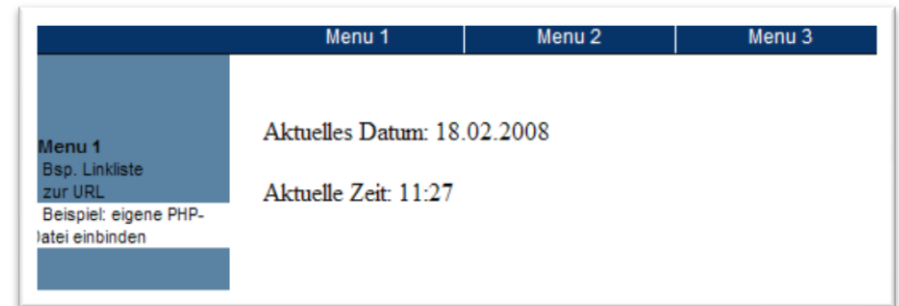 Menu 1 Menu 2 Menu 3
Menu 1
Bsp. Linkliste
zur URL
Beispiel: eigene PHP-
Datei einbinden
Aktuelles Datum: 18.02.2008
Aktuelle Zeit: 11:27